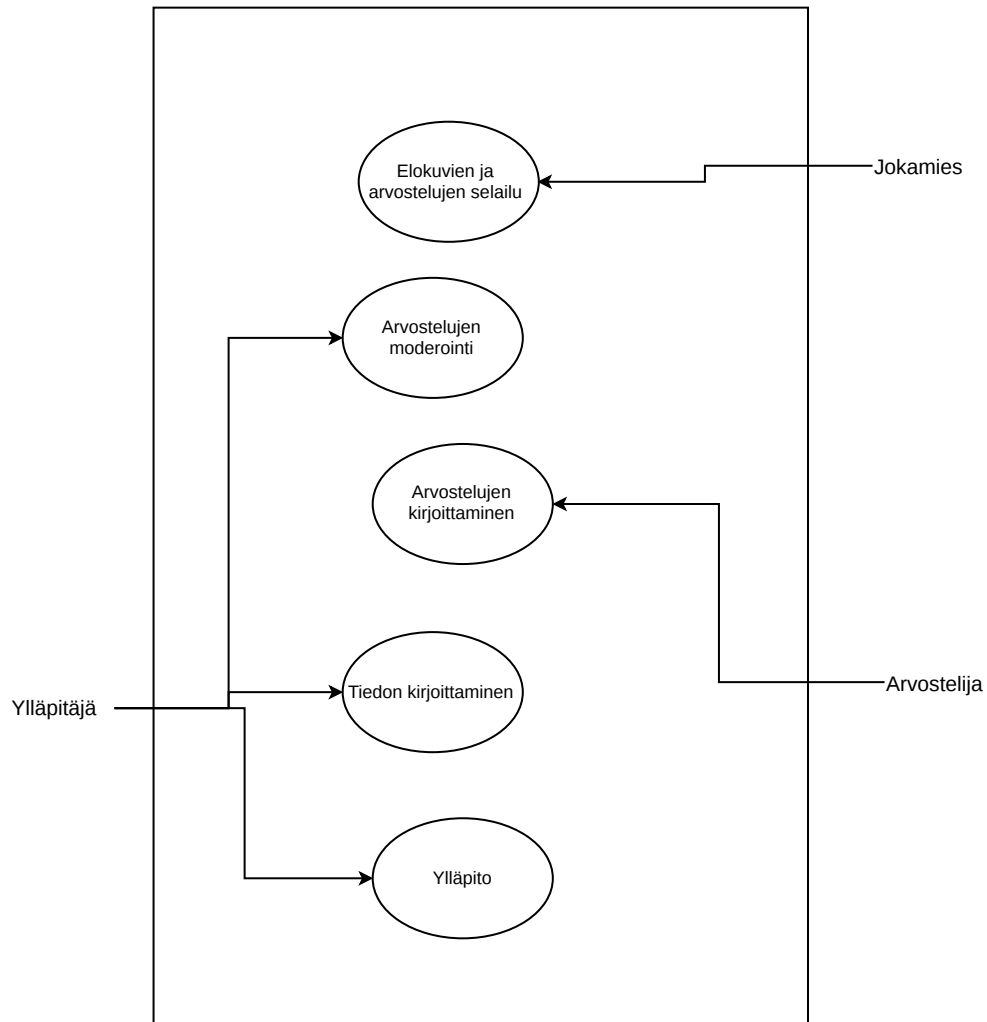 Elokuvien ja
arvostelujen selailu
Jokamies
Arvostelujen
moderointi
Arvostelujen
kirjoittaminen
Arvostelija
Tiedon kirjoittaminen
Ylläpitäjä
Ylläpito